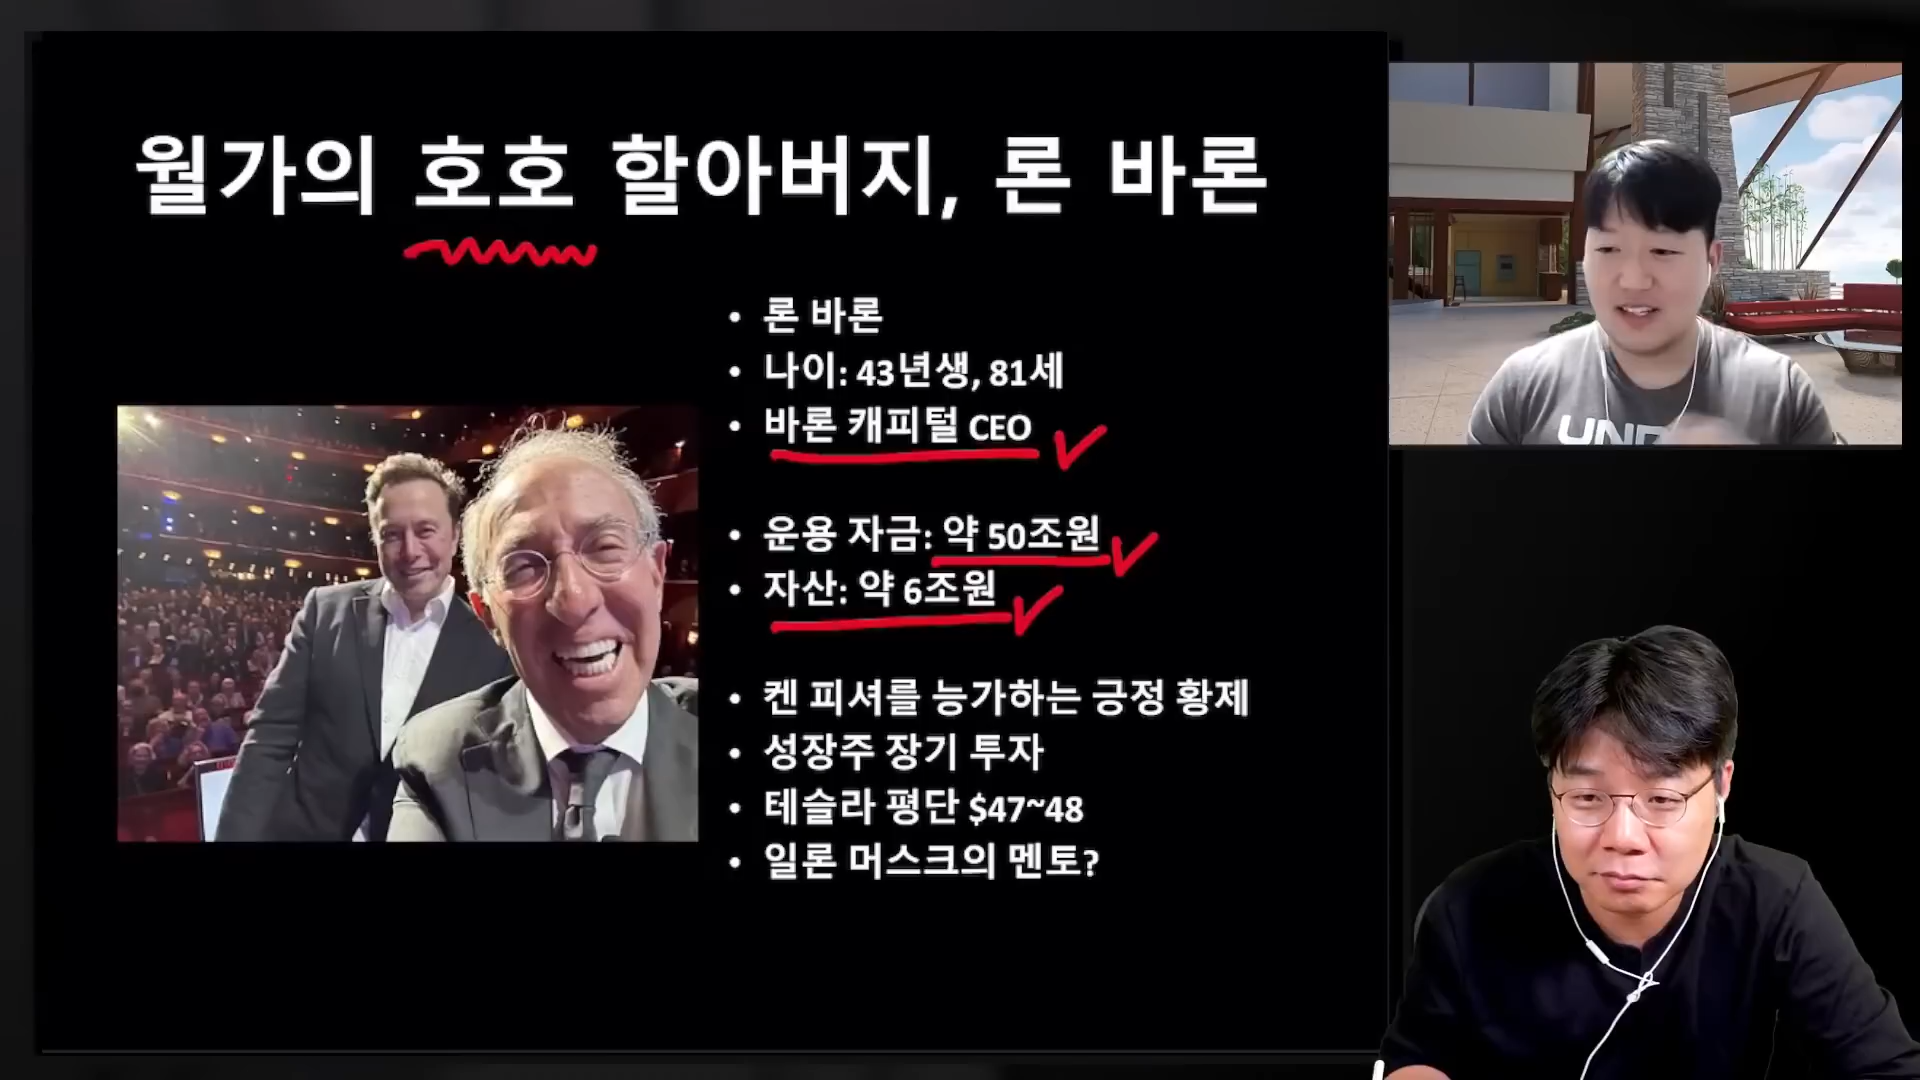 월가의 호호 할아버지, 론 바론
• 론 바론
• 나이: 43년생, 81세
• 바론 캐피털 CEO
• 운용 자금: 약 50조원
• 자산: 약 6조원
• 켄 피셔를 능가하는 긍정 황제
• 성장주 장기 투자
• 테슬라 평단 $47~48
• 일론 머스크의 멘토?